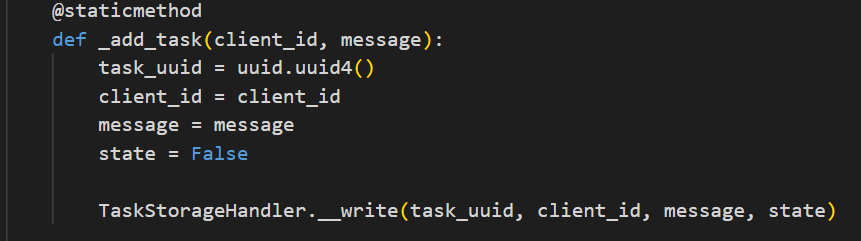 @staticmethod
def _add_task(client_id, message):
task_uuid = uuid.uuid4()
client_id = client_id
message = message
state = False
TaskStorageHandler.__write(task_uuid, client_id, message, state)